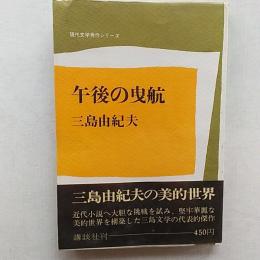 現代文学秀作シリーズ
午後の曳航
三島由紀夫
三島由紀夫の美的世界
近代小説へ大胆な挑戦を試み、堅牢華麗な
美的世界を構築した三島文学の代表的傑作
講談社刊 450円